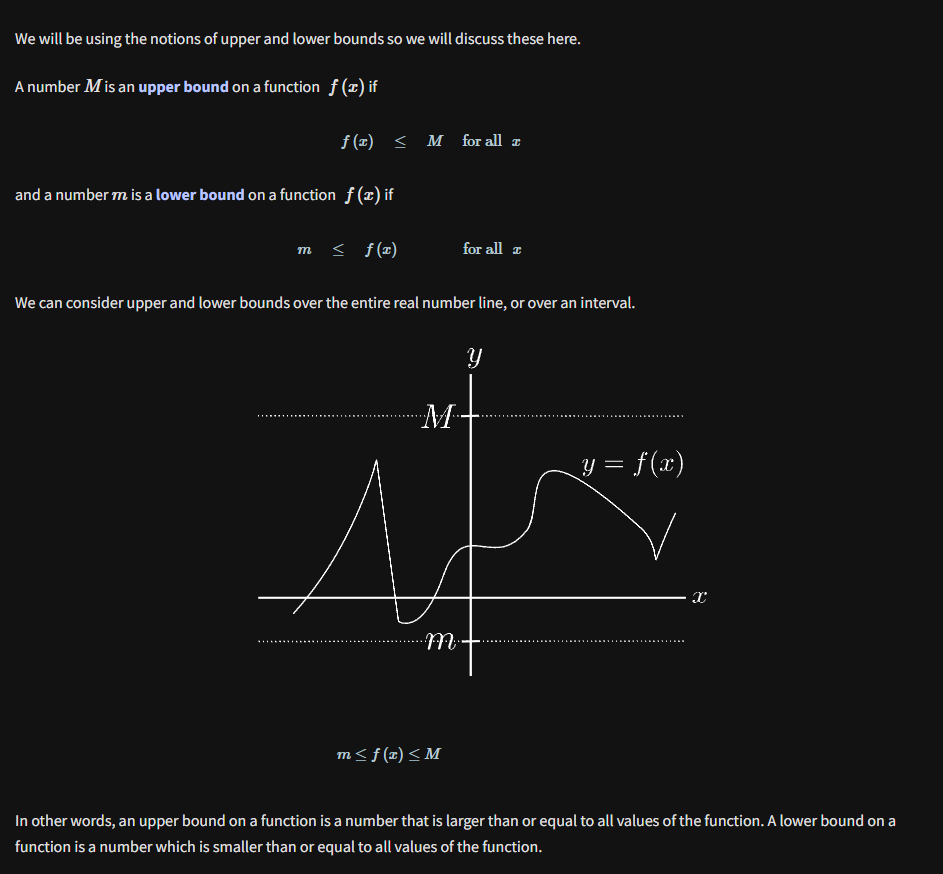 We will be using the notions of upper and lower bounds so we will discuss these here.
A number M is an upper bound on a function f(x) if
f(x) ≤ M for all x
and a number m is a lower bound on a function f(x) if
m ≤ f(x) for all x
We can consider upper and lower bounds over the entire real number line, or over an interval.
y
M
y = f(x)
x
m
m ≤ f(x) ≤ M
In other words, an upper bound on a function is a number that is larger than or equal to all values of the function. A lower bound on a
function is a number which is smaller than or equal to all values of the function.